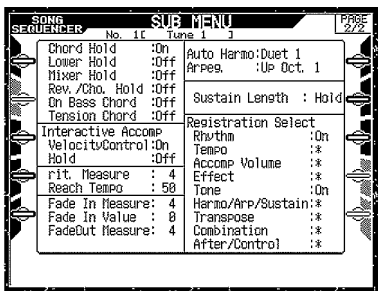 SONG SEQUENCER
SUB MENU
PAGE 2/2
No. 1[ Tune 1 ]
Chord Hold :On
Lower Hold :Off
Mixer Hold :Off
Rev./Cho. Hold :Off
On Bass Chord :Off
Tension Chord :Off
Interactive Accomp
VelocityControl:On
Hold :Off
rit. Measure : 4
Reach Tempo : 50
Fade In Measure: 4
Fade In Value : 0
FadeOut Measure: 4
Auto Harmo:Duet 1
Arpeg. :Up Oct. 1
Sustain Length : Hold
Registration Select
Rhythm :On
Tempo :*
Accomp Volume :*
Effect :*
Tone :On
Harmo/Arp/Sustain:*
Transpose :*
Combination :*
After/Control :*